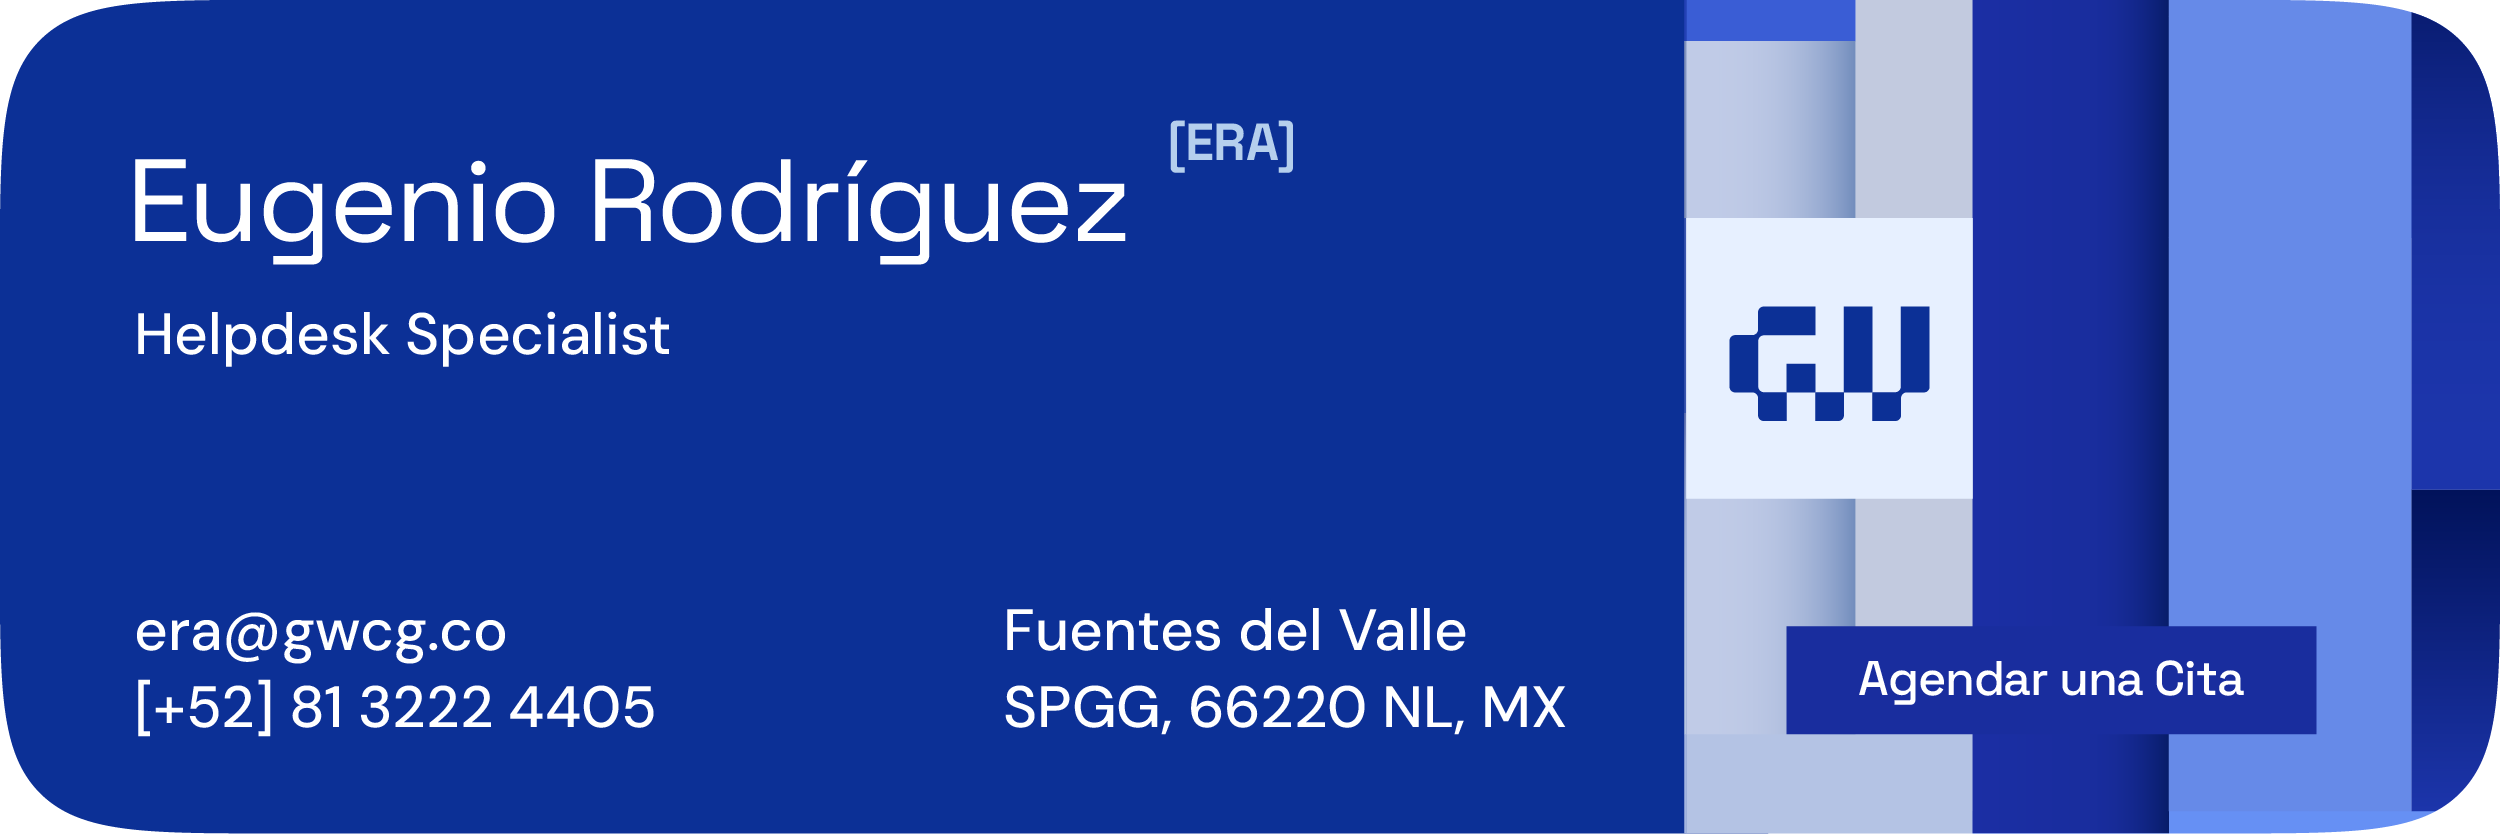 Eugenio Rodríguez
[ERA]
Helpdesk Specialist
era@gwcg.co
[+52] 81 3222 4405
Fuentes del Valle
SPGG, 66220 NL, MX
GW
Agendar una Cita